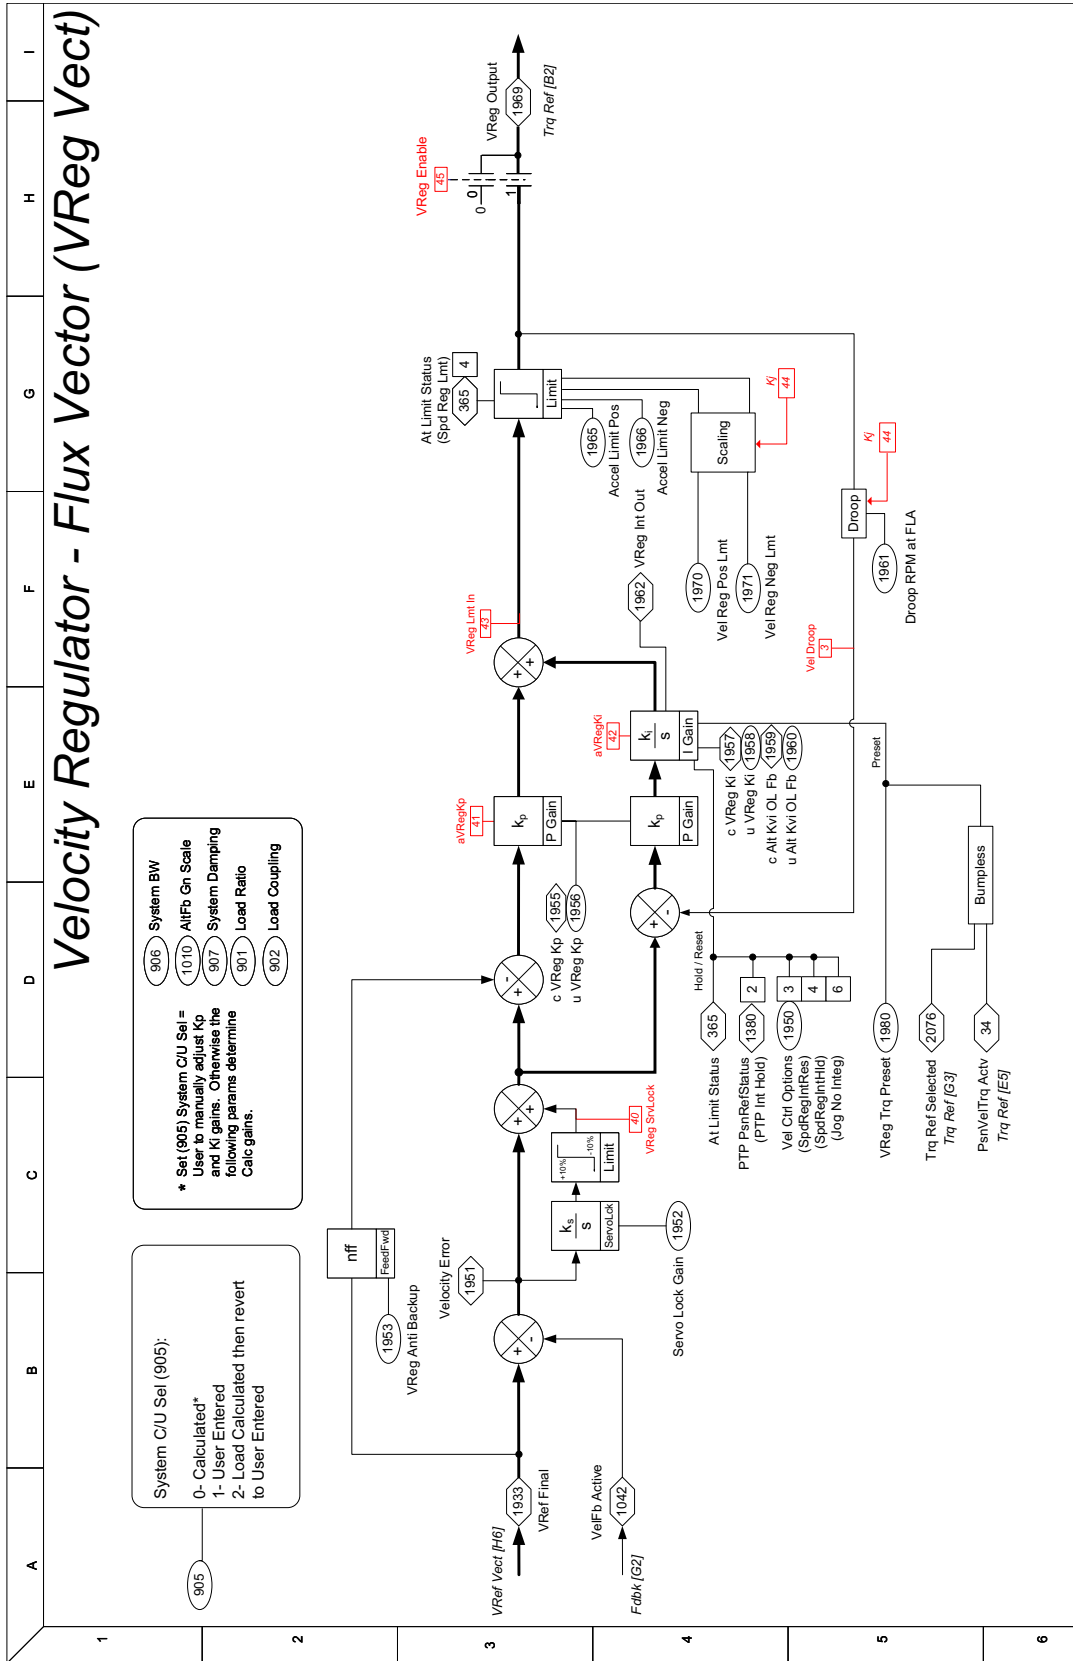 Velocity Regulator - Flux Vector (VReg Vect)
A
B
C
D
E
F
G
H
I
1
2
3
4
5
6
905
System C/U Sel (905):
0- Calculated*
1- User Entered
2- Load Calculated then revert
to User Entered
* Set (905) System C/U Sel =
User to manually adjust Kp
and Ki gains. Otherwise the
following params determine
Calc gains.
906 System BW
1010 AltFb Gn Scale
907 System Damping
901 Load Ratio
902 Load Coupling
nff
FeedFwd
1953
VReg Anti Backup
VRef Vect [H6]
1933
VRef Final
+
-
Velocity Error
1951
+
+
+
-
aVRegKp
41
kp
P Gain
c VReg Kp 1955
u VReg Kp 1956
+
+
VReg Lmt In
43
At Limit Status
(Spd Reg Lmt)
365
4
Limit
1965
Accel Limit Pos
1966
Accel Limit Neg
VReg Enable
45
0
0
1
VReg Output
1969
Trq Ref [B2]
Fdbk [G2]
VelFb Active
1042
ks
s
ServoLck
1952
Servo Lock Gain
+10%
-10%
Limit
40
VReg SrvLock
+
-
kp
P Gain
aVRegKi
42
ki
s
I Gain
c VReg Ki 1957
u VReg Ki 1958
c Alt Kvi OL Fb 1959
u Alt Kvi OL Fb 1960
1962
VReg Int Out
1970
Vel Reg Pos Lmt
1971
Vel Reg Neg Lmt
Scaling
Kj
44
Hold / Reset
365
At Limit Status
1380
2
PTP PsnRefStatus
(PTP Int Hold)
1950
3
4
6
Vel Ctrl Options
(SpdRegIntRes)
(SpdRegIntHld)
(Jog No Integ)
Vel Droop
3
Droop
Kj
44
1961
Droop RPM at FLA
Preset
1980
VReg Trq Preset
2076
Trq Ref Selected
Trq Ref [G3]
34
PsnVelTrq Actv
Trq Ref [E5]
Bumpless